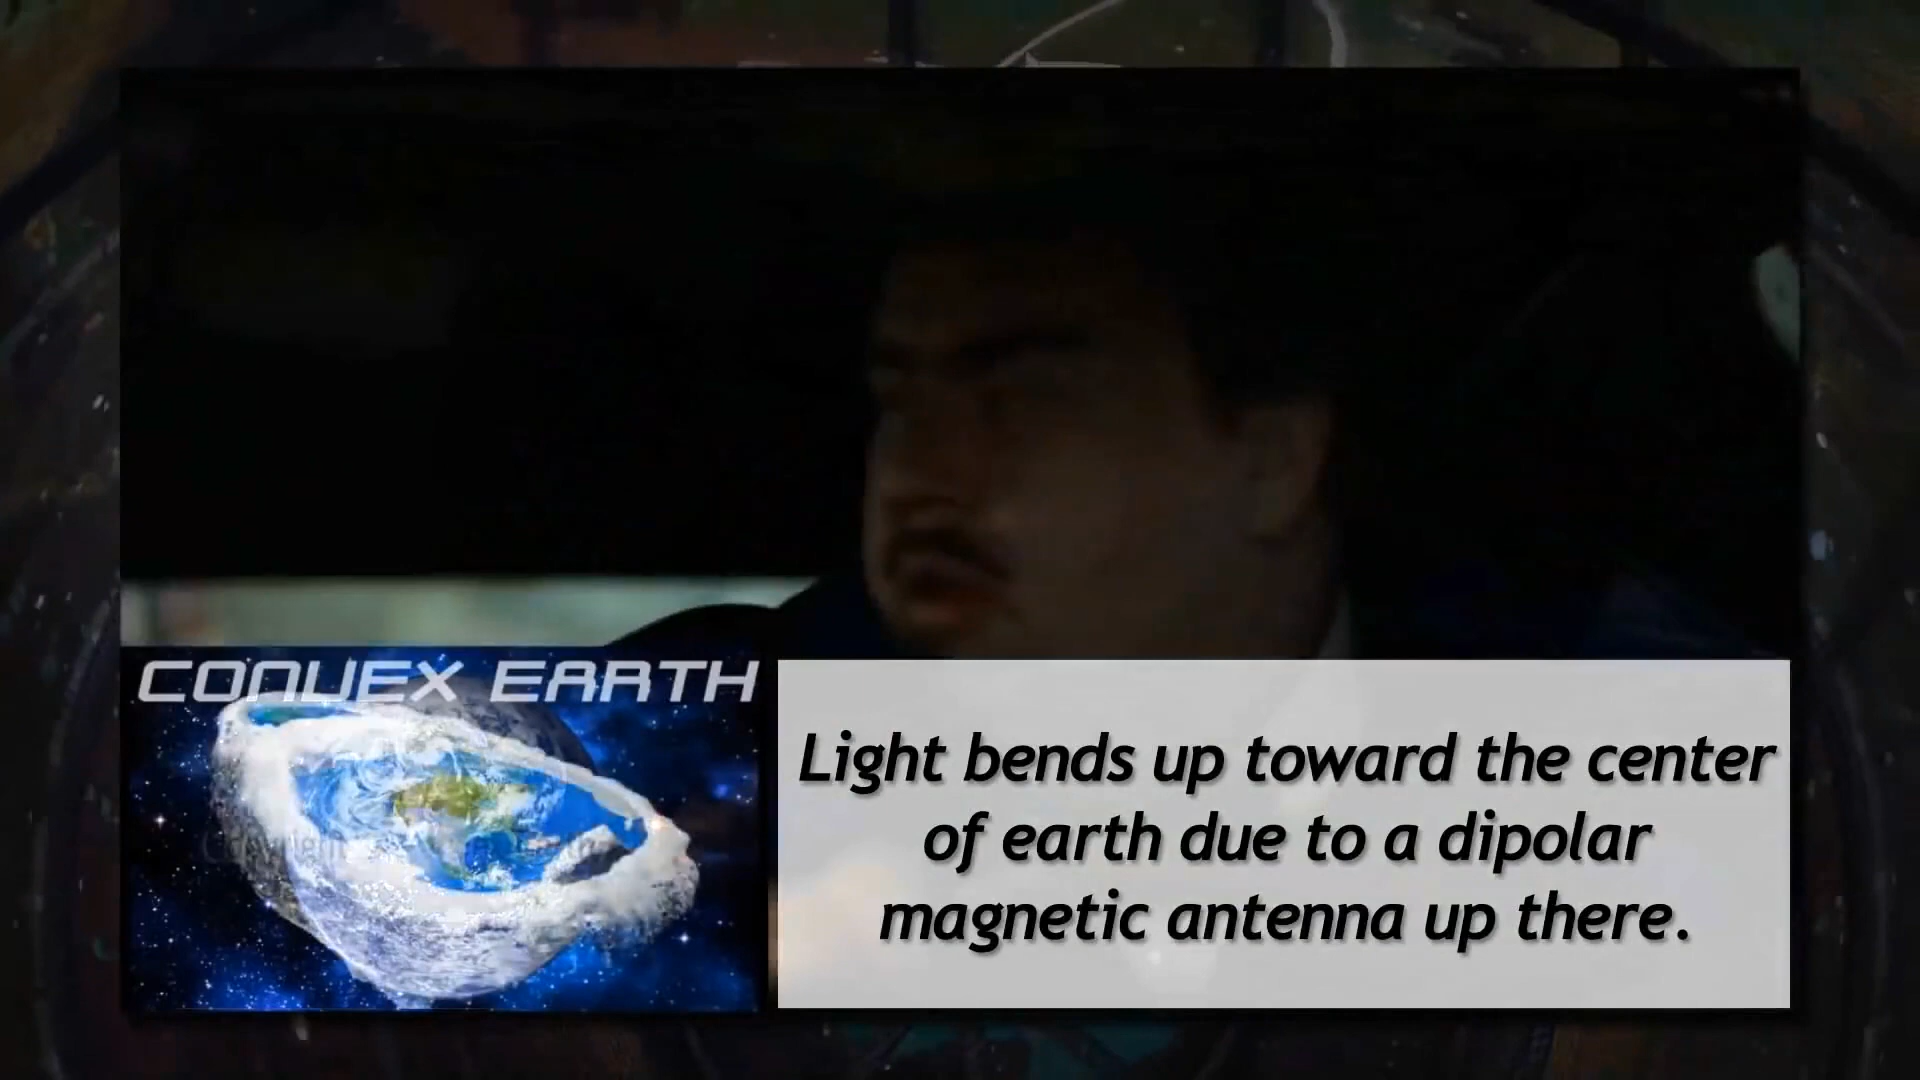 CONVEX EARTH
Light bends up toward the center
of earth due to a dipolar
magnetic antenna up there.